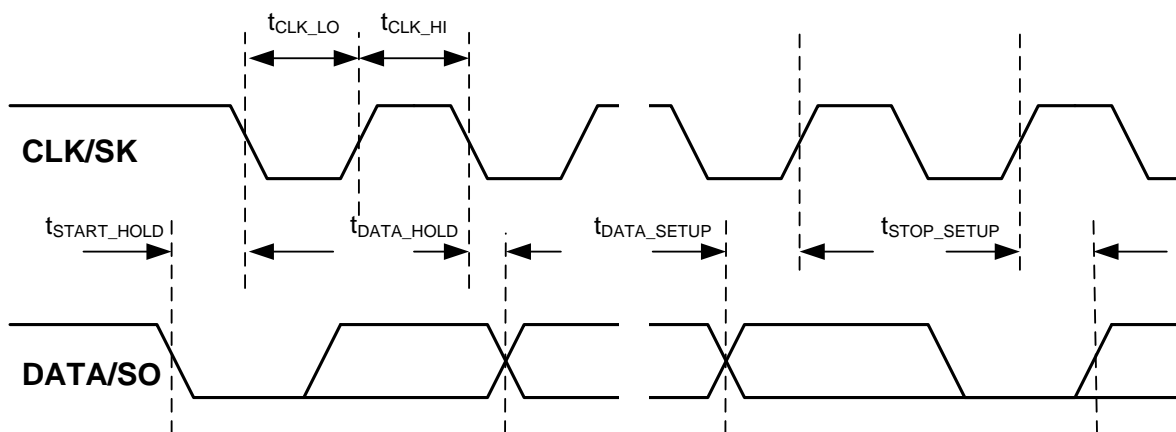 tCLK_LO tCLK_HI
CLK/SK
tSTART_HOLD tDATA_HOLD tDATA_SETUP tSTOP_SETUP
DATA/SO